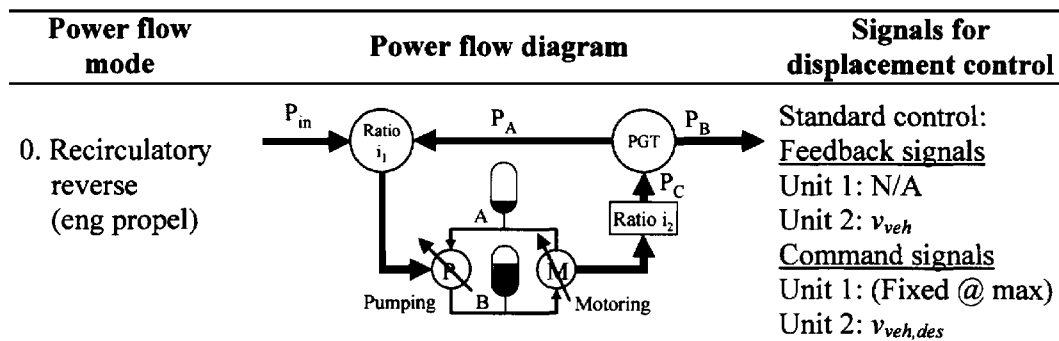 Power flow mode
Power flow diagram
Signals for displacement control
0. Recirculatory reverse (eng propel)
P_in
Ratio i_1
P_A
PGT
P_B
P_C
Ratio i_2
A
P
B
M
Pumping
Motoring
Standard control:
Feedback signals
Unit 1: N/A
Unit 2: v_veh
Command signals
Unit 1: (Fixed @ max)
Unit 2: v_veh,des